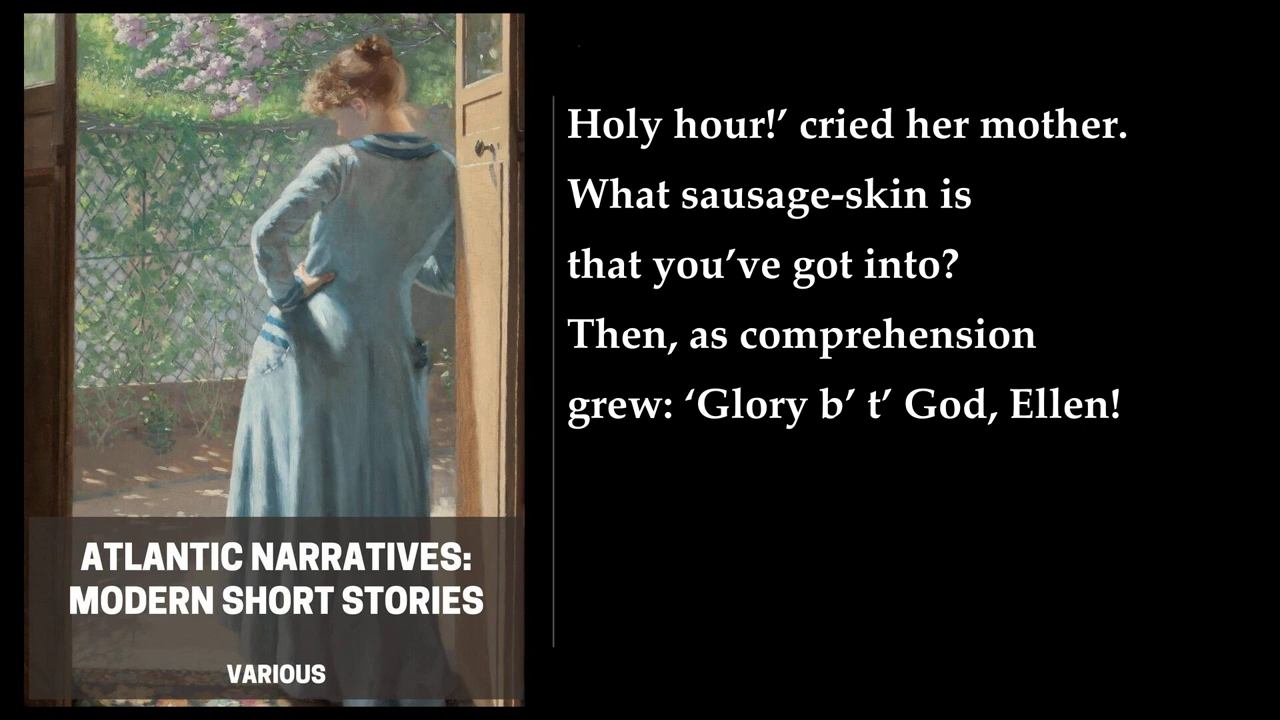 ATLANTIC NARRATIVES:
MODERN SHORT STORIES
VARIOUS
Holy hour!’ cried her mother.
What sausage-skin is
that you’ve got into?
Then, as comprehension
grew: ‘Glory b’ t’ God, Ellen!